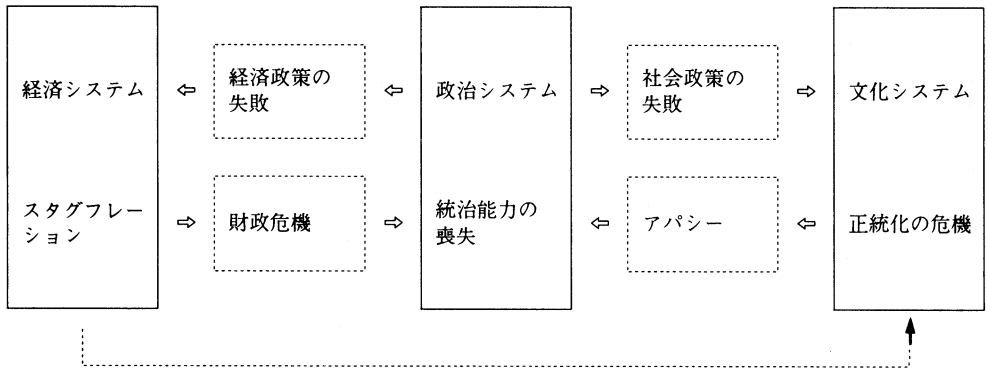 経済システム
経済政策の
失敗
政治システム
社会政策の
失敗
文化システム
スタグフレー
ション
財政危機
統治能力の
喪失
アパシー
正統化の危機